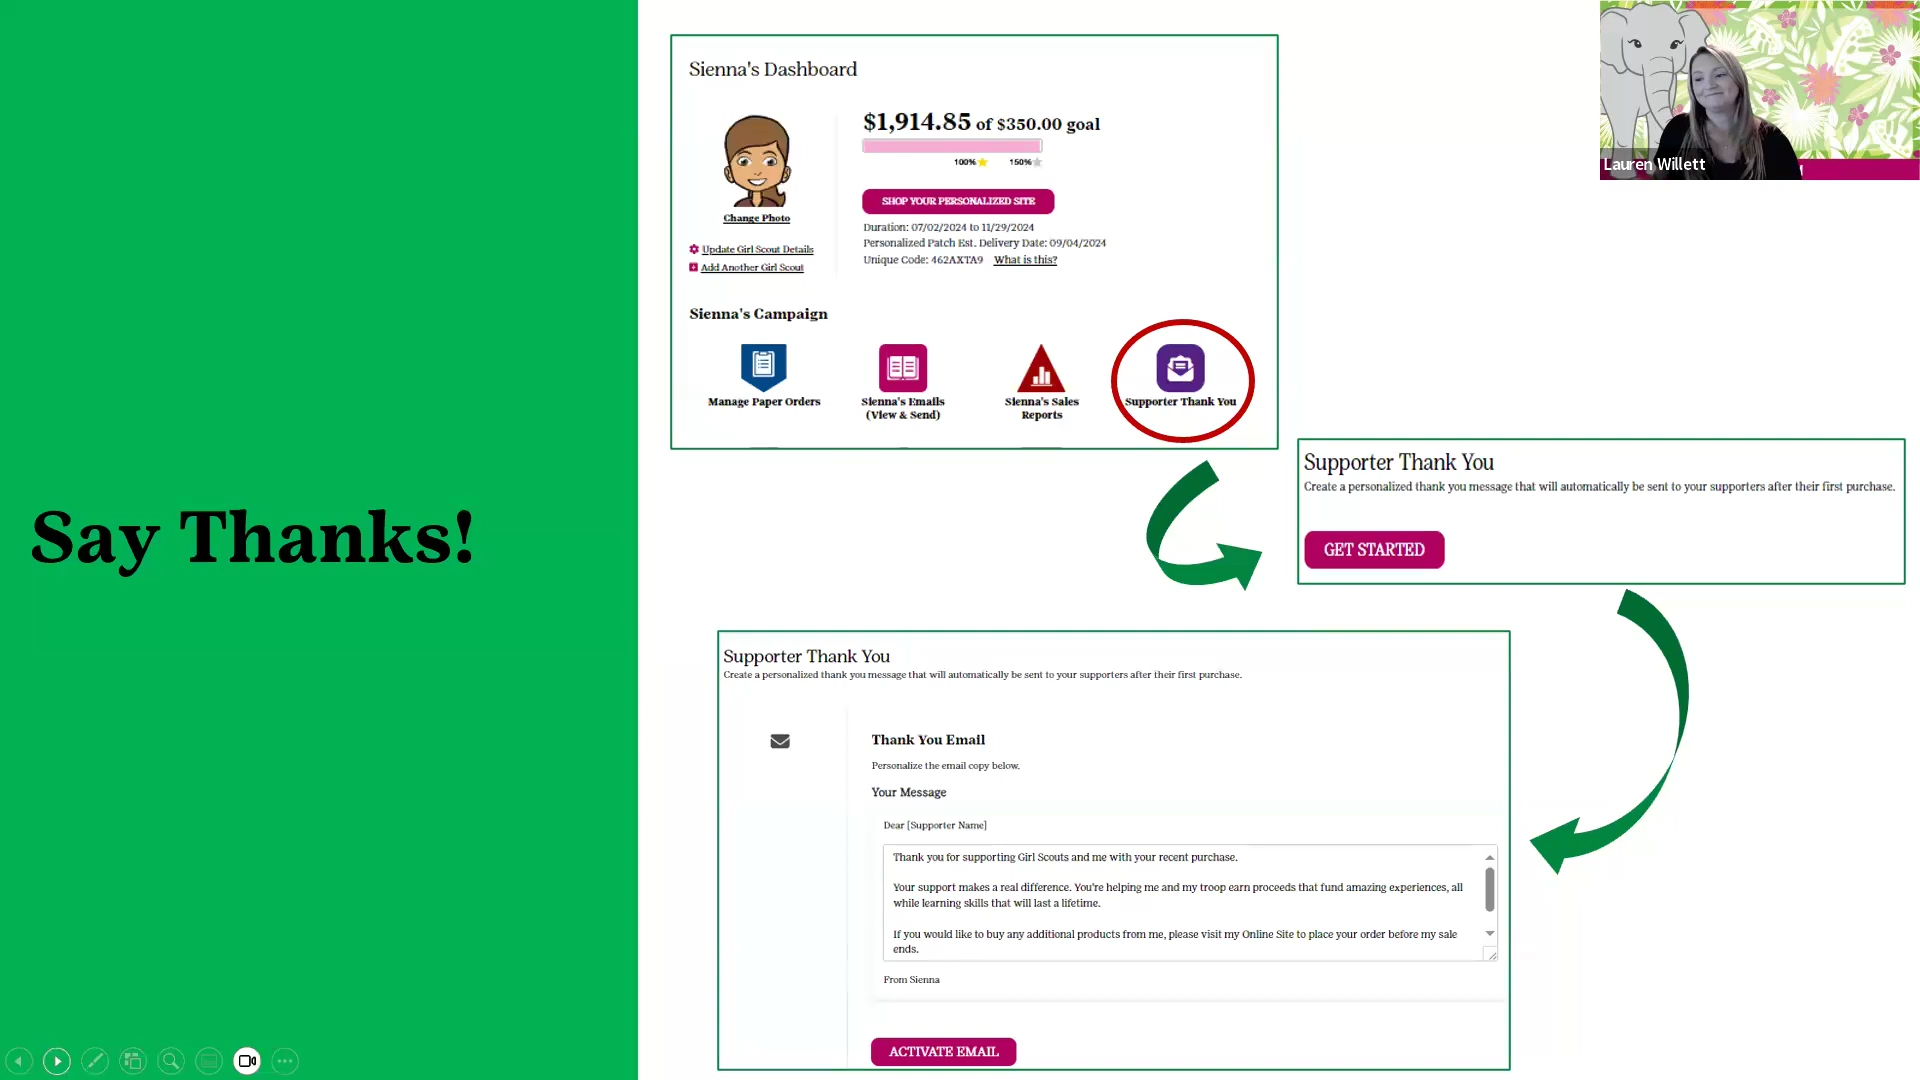 Say Thanks!
Sienna's Dashboard
$1,914.85 of $350.00 goal
100% 150%
SHOP YOUR PERSONALIZED SITE
Change Photo
Duration: 07/02/2024 to 11/29/2024
Personalized Patch Est. Delivery Date: 09/04/2024
Update Girl Scout Details
Unique Code: 462AXTA9 What is this?
Add Another Girl Scout
Sienna's Campaign
Manage Paper Orders
Sienna's Emails
(View & Send)
Sienna's Sales
Reports
Supporter Thank You
Lauren Willett
Supporter Thank You
Create a personalized thank you message that will automatically be sent to your supporters after their first purchase.
GET STARTED
Supporter Thank You
Create a personalized thank you message that will automatically be sent to your supporters after their first purchase.
Thank You Email
Personalize the email copy below.
Your Message
Dear [Supporter Name]
Thank you for supporting Girl Scouts and me with your recent purchase.
Your support makes a real difference. You're helping me and my troop earn proceeds that fund amazing experiences, all
while learning skills that will last a lifetime.
If you would like to buy any additional products from me, please visit my Online Site to place your order before my sale
ends.
From Sienna
ACTIVATE EMAIL